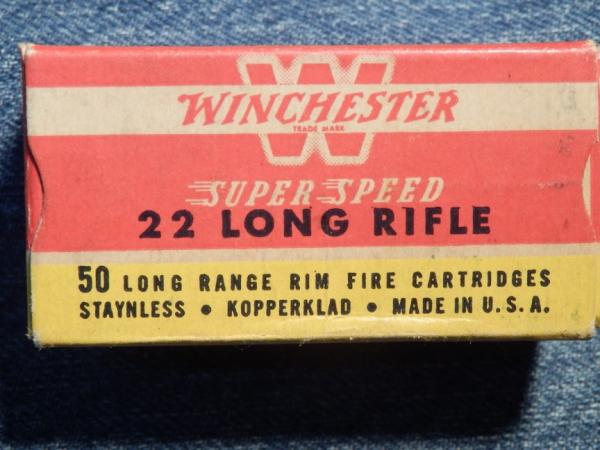 W
WINCHESTER
TRADE MARK
SUPER SPEED
22 LONG RIFLE
50 LONG RANGE RIM FIRE CARTRIDGES
STAYNLESS • KOPPERKLAD • MADE IN U.S.A.